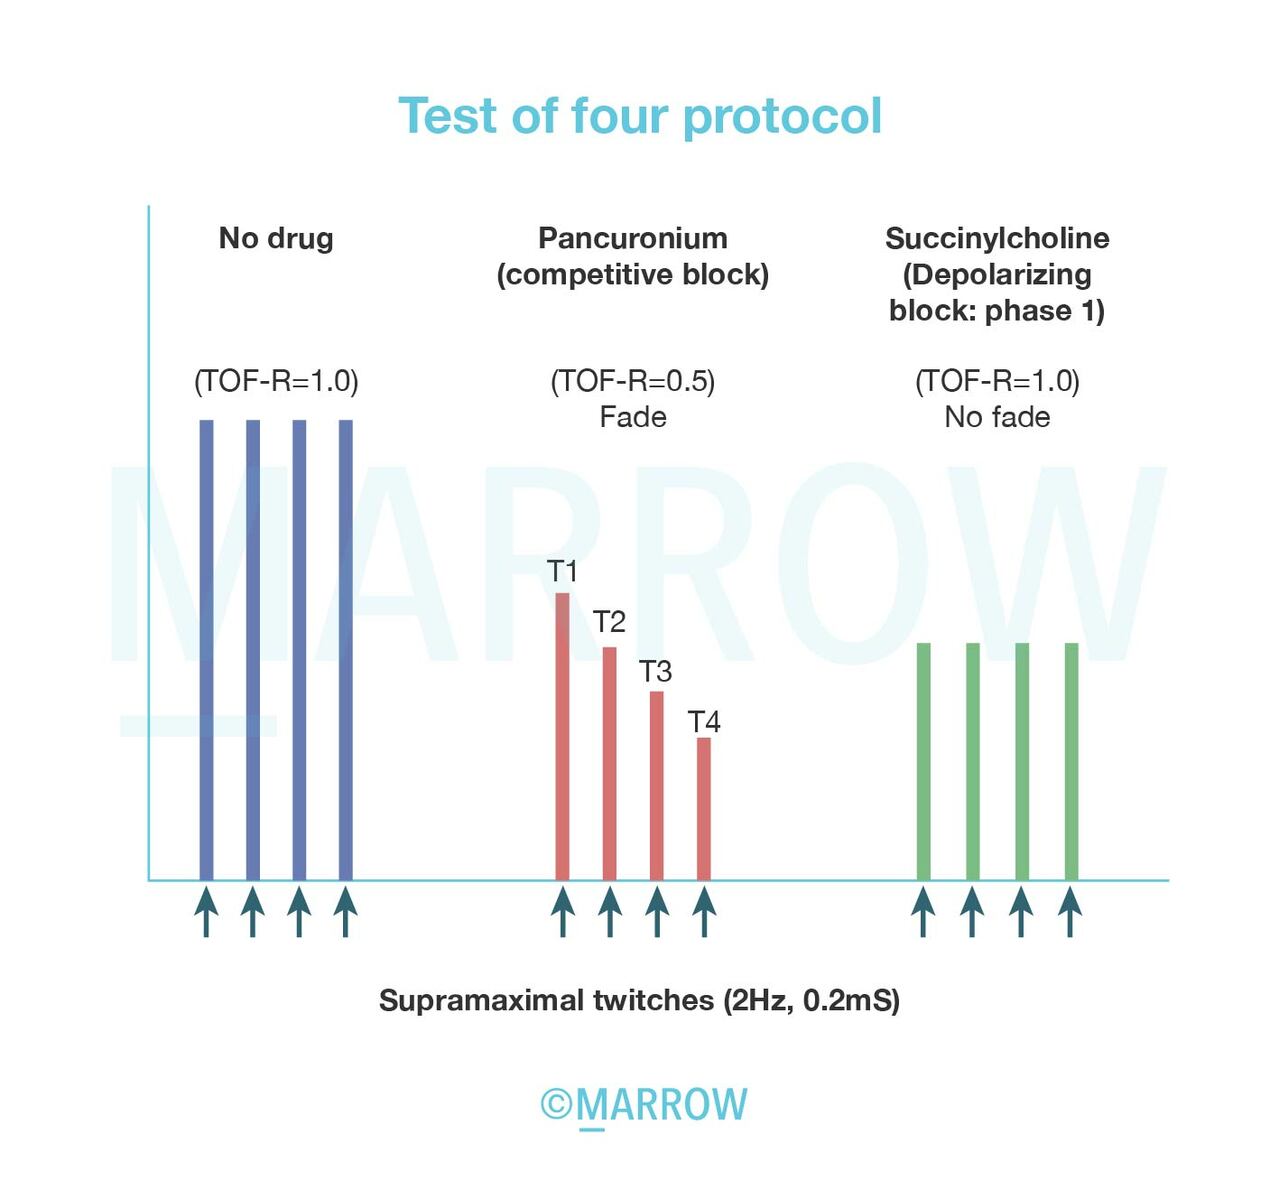 Test of four protocol
No drug
(TOF-R=1.0)
Pancuronium
(competitive block)
(TOF-R=0.5)
Fade
T1
T2
T3
T4
Succinylcholine
(Depolarizing
block: phase 1)
(TOF-R=1.0)
No fade
MARROW
Supramaximal twitches (2Hz, 0.2mS)
©MARROW